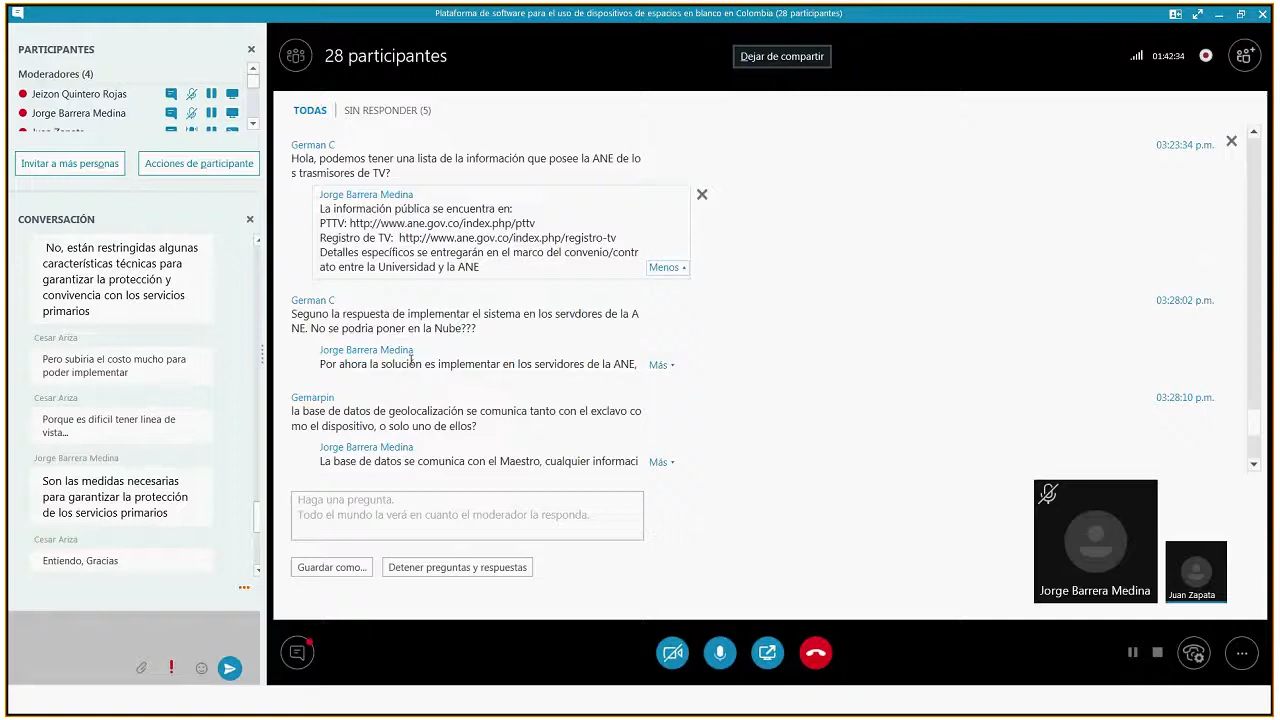 Plataforma de software para el uso de dispositivos de espacios en blanco en Colombia (28 participantes)
PARTICIPANTES
Moderadores (4)
Jeizon Quintero Rojas
Jorge Barrera Medina
Juan Zapata
Invitar a más personas
Acciones de participante
CONVERSACIÓN
No, están restringidas algunas
características técnicas para
garantizar la protección y
convivencia con los servicios
primarios
Cesar Ariza
Pero subiria el costo mucho para
poder implementar
Cesar Ariza
Porque es dificil tener linea de
vista...
Jorge Barrera Medina
Son las medidas necesarias
para garantizar la protección
de los servicios primarios
Cesar Ariza
Entiendo, Gracias
28 participantes
Dejar de compartir
01:42:34
TODAS
SIN RESPONDER (5)
German C
03:23:34 p.m.
Hola, podemos tener una lista de la información que posee la ANE de lo
s trasmisores de TV?
Jorge Barrera Medina
La información pública se encuentra en:
PTTV: http://www.ane.gov.co/index.php/pttv
Registro de TV:  http://www.ane.gov.co/index.php/registro-tv
Detalles específicos se entregarán en el marco del convenio/contr
ato entre la Universidad y la ANE
Menos
German C
03:28:02 p.m.
Seguno la respuesta de implementar el sistema en los servdores de la A
NE. No se podria poner en la Nube???
Jorge Barrera Medina
Por ahora la solución es implementar en los servidores de la ANE,
Más
Gemarpin
03:28:10 p.m.
la base de datos de geolocalización se comunica tanto con el exclavo co
mo el dispositivo, o solo uno de ellos?
Jorge Barrera Medina
La base de datos se comunica con el Maestro, cualquier informaci
Más
Haga una pregunta.
Todo el mundo la verá en cuanto el moderador la responda.
Guardar como...
Detener preguntas y respuestas
Jorge Barrera Medina
Juan Zapata